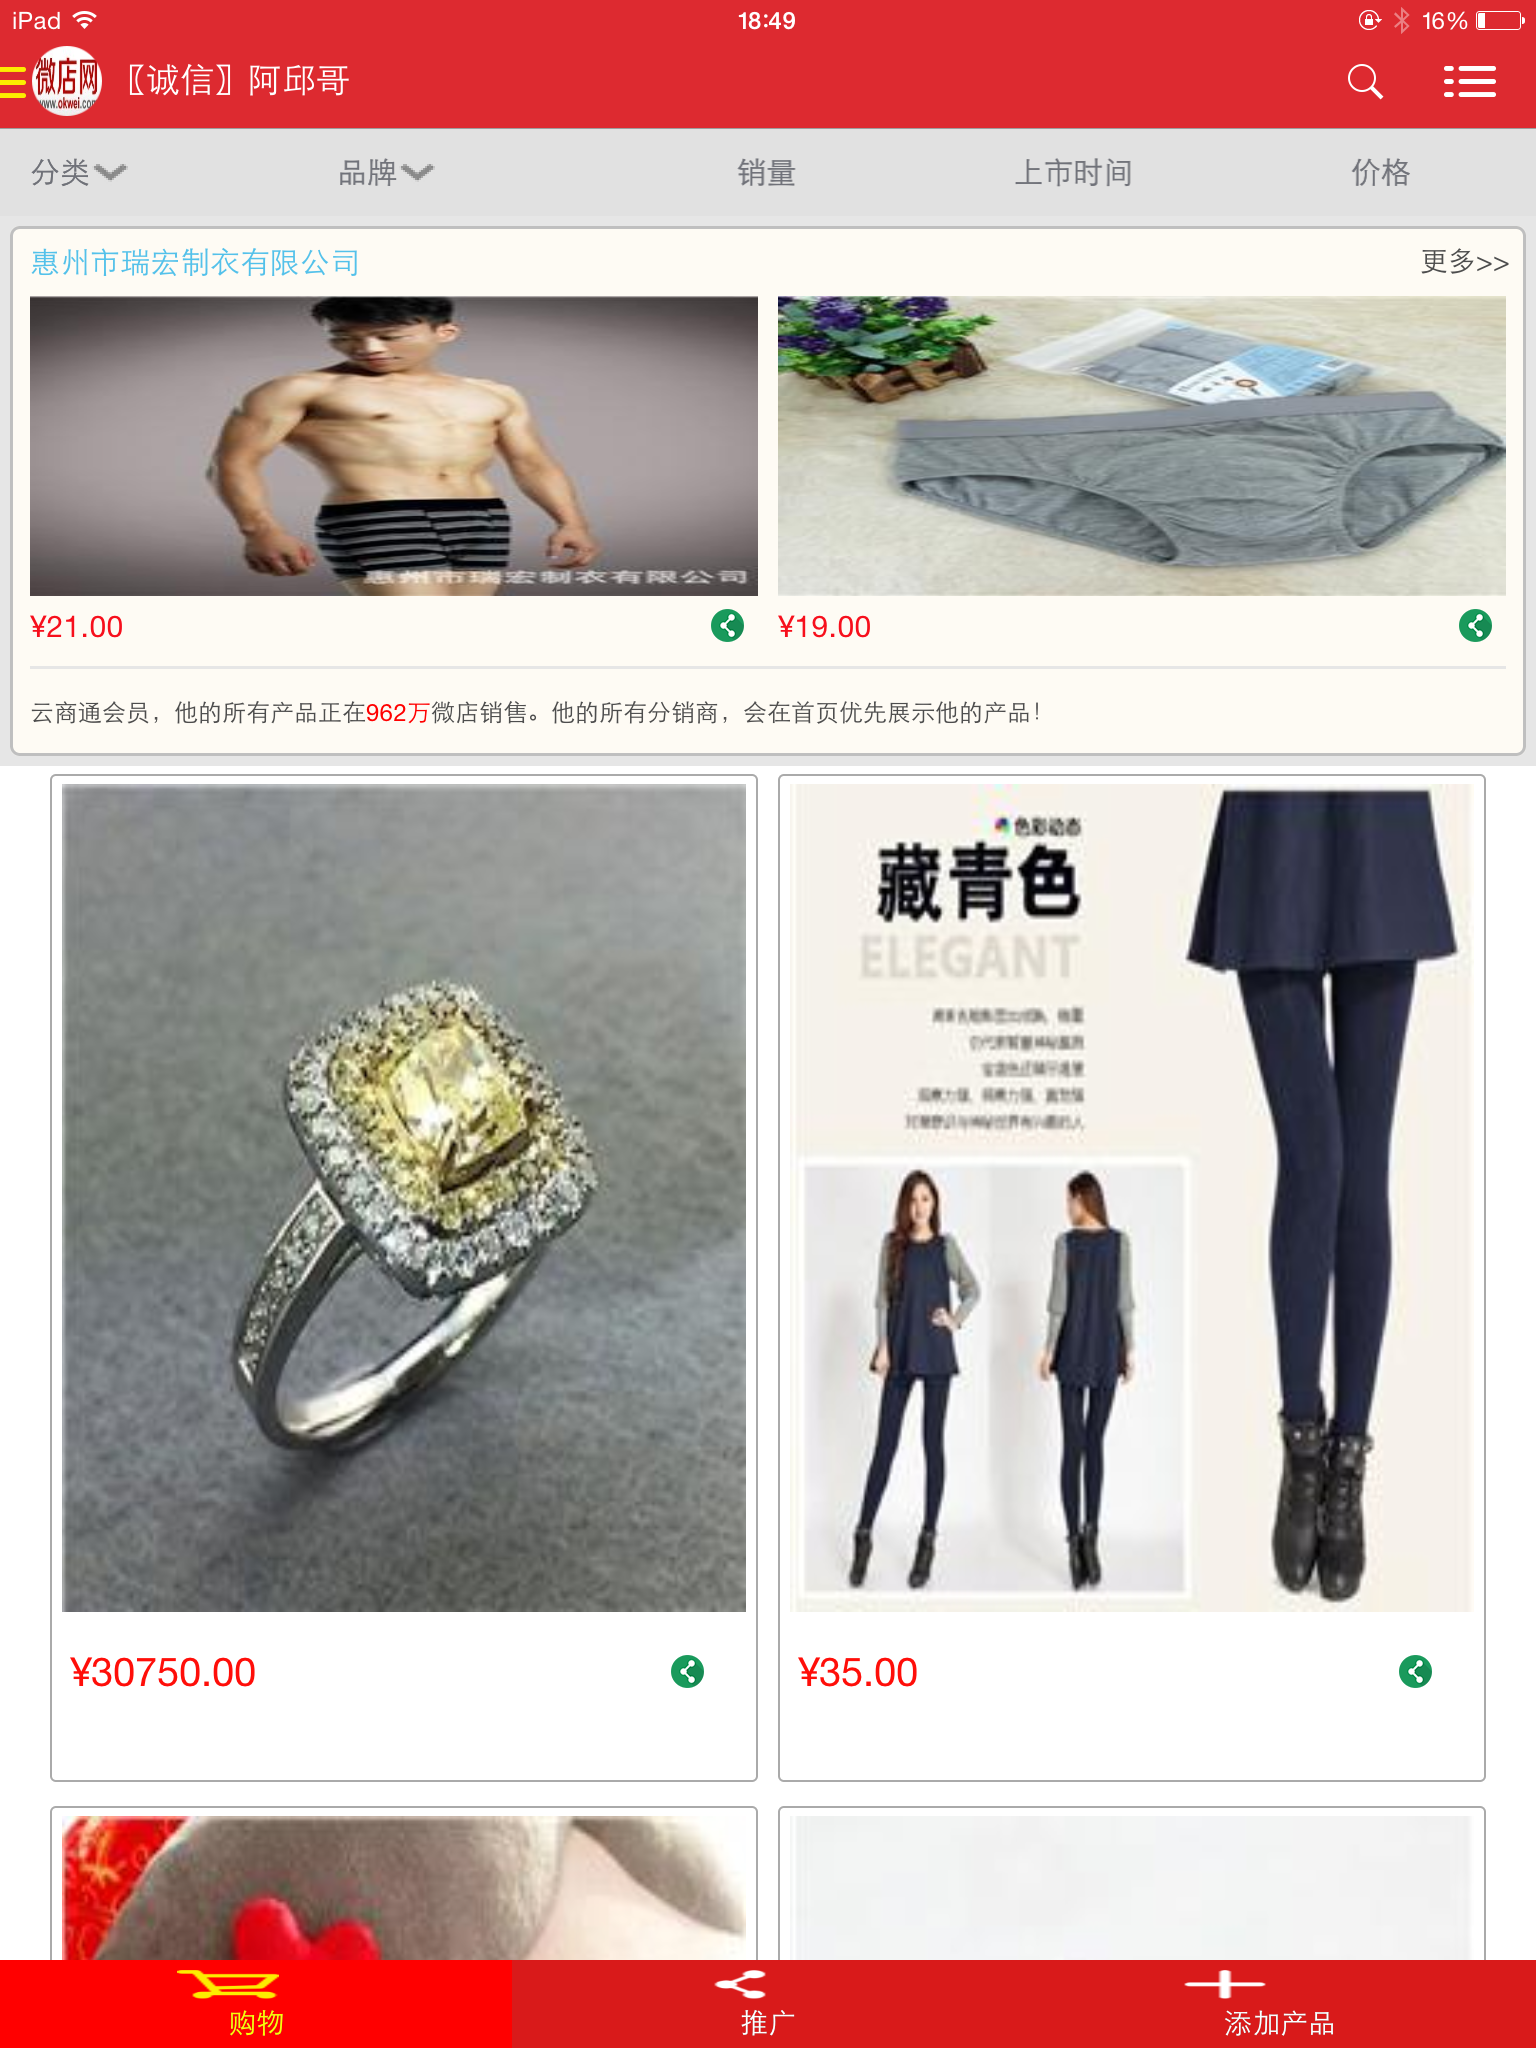 iPad
18:49
16%
微店网
www.okwei.com
〖诚信〗阿邱哥
分类
品牌
销量
上市时间
价格
惠州市瑞宏制衣有限公司
更多>>
惠州市瑞宏制衣有限公司
¥21.00
¥19.00
云商通会员，他的所有产品正在962万微店销售。他的所有分销商，会在首页优先展示他的产品！
色彩动态
藏青色
ELEGANT
¥30750.00
¥35.00
购物
推广
添加产品